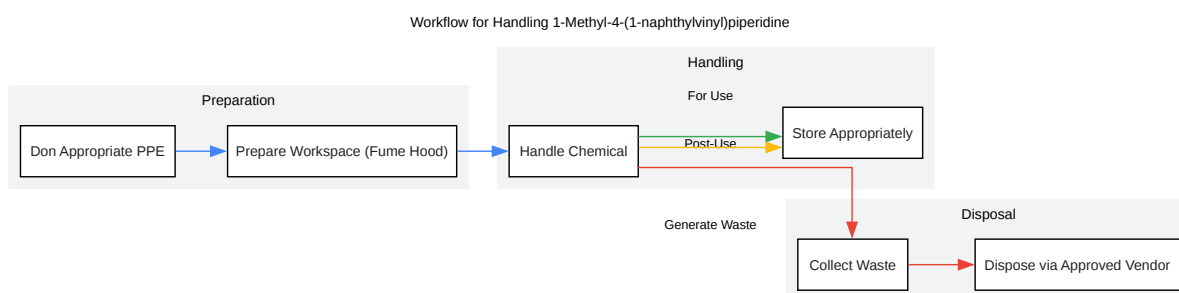 Workflow for Handling 1-Methyl-4-(1-naphthylvinyl)piperidine
Handling
Preparation
For Use
Don Appropriate PPE
Prepare Workspace (Fume Hood)
Handle Chemical
Store Appropriately
Post-Use
Generate Waste
Disposal
Collect Waste
Dispose via Approved Vendor